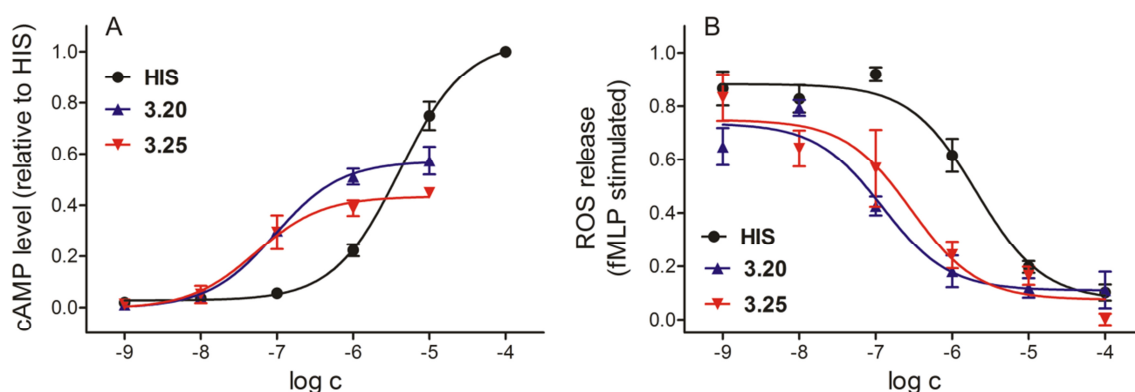 A
cAMP level (relative to HIS)
1.0
0.8
0.6
0.4
0.2
0.0
HIS
3.20
3.25
-9 -8 -7 -6 -5 -4
log c
B
ROS release
(fMLP stimulated)
1.0
0.8
0.6
0.4
0.2
0.0
HIS
3.20
3.25
-9 -8 -7 -6 -5 -4
log c